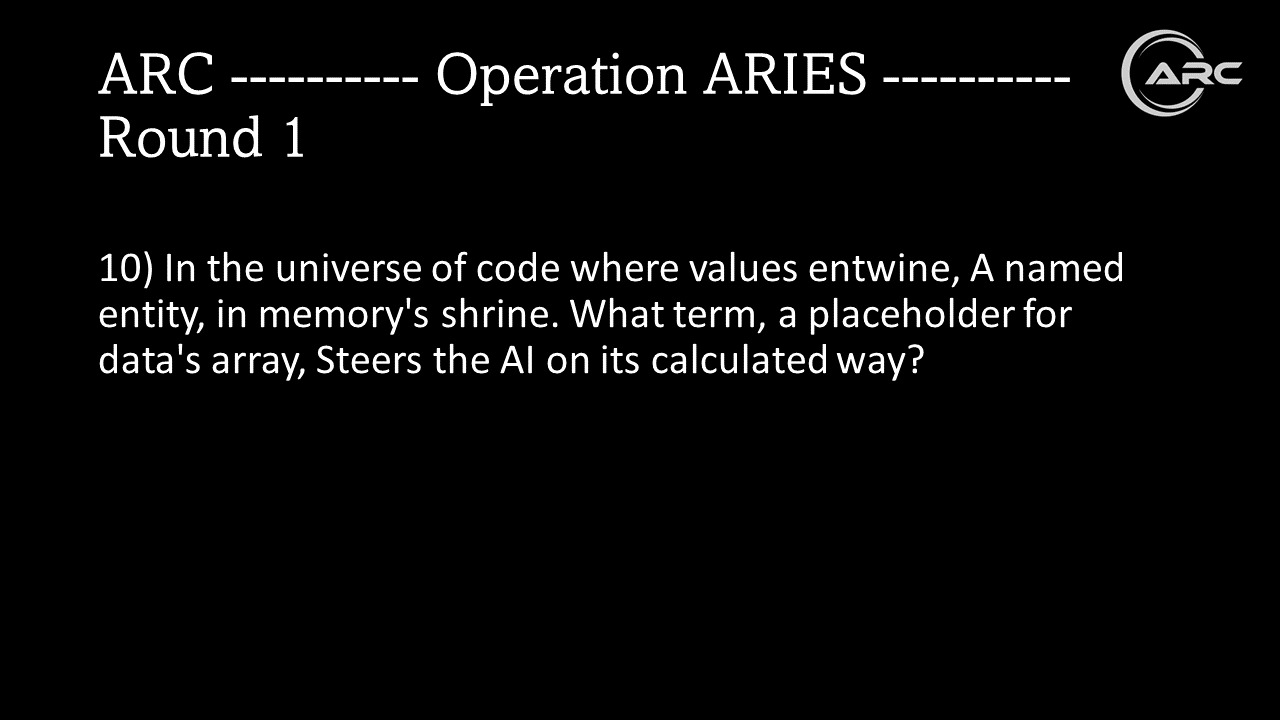 ARC ---------- Operation ARIES ----------
Round 1
ARC
10) In the universe of code where values entwine, A named
entity, in memory's shrine. What term, a placeholder for
data's array, Steers the AI on its calculated way?